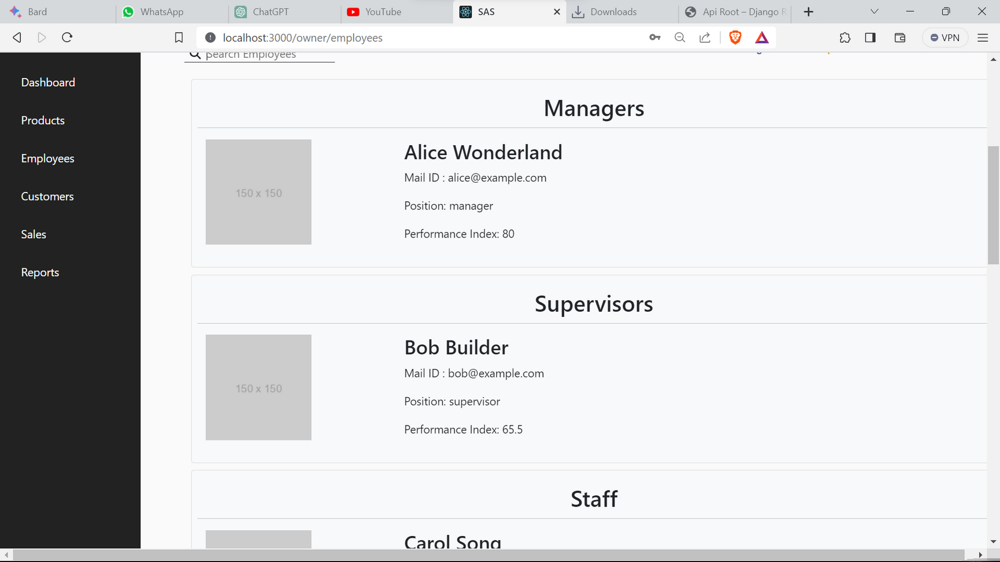 Bard
WhatsApp
ChatGPT
YouTube
SAS
Downloads
Api Root – Django R
localhost:3000/owner/employees
VPN
Search Employees
Dashboard
Products
Employees
Customers
Sales
Reports
Managers
150 x 150
Alice Wonderland
Mail ID : alice@example.com
Position: manager
Performance Index: 80
Supervisors
150 x 150
Bob Builder
Mail ID : bob@example.com
Position: supervisor
Performance Index: 65.5
Staff
Carol Song